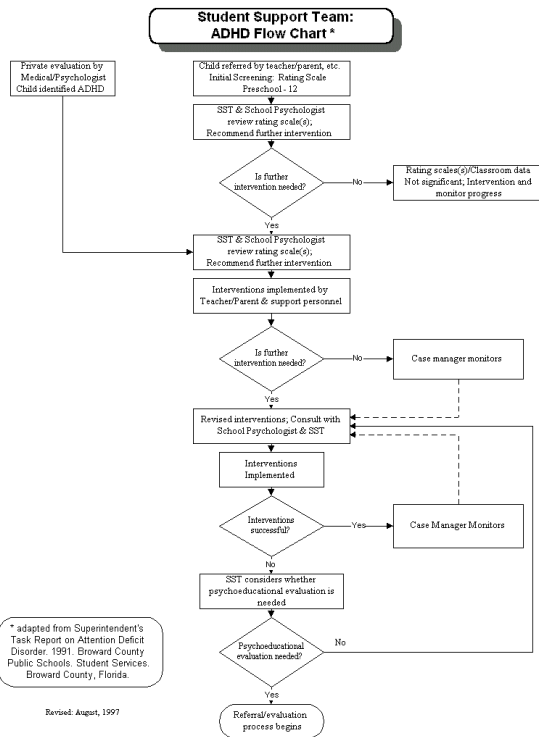 Student Support Team:
ADHD Flow Chart *
Private evaluation by
Medical/Psychologist
Child identified ADHD
Child referred by teacher/parent, etc.
Initial Screening: Rating Scale
Preschool - 12
SST & School Psychologist
review rating scale(s);
Recommend further intervention
Is further
intervention needed?
No
Rating scales(s)/Classroom data
Not significant; Intervention and
monitor progress
Yes
SST & School Psychologist
review rating scale(s);
Recommend further intervention
Interventions implemented by
Teacher/Parent & support personnel
Is further
intervention needed?
No
Case manager monitors
Yes
Revised interventions; Consult with
School Psychologist & SST
Interventions
Implemented
Interventions
successful?
Yes
Case Manager Monitors
No
SST considers whether
psychoeducational evaluation is
needed
Psychoeducational
evaluation needed?
No
Yes
Referral/evaluation
process begins
* adapted from Superintendent's
Task Report on Attention Deficit
Disorder. 1991. Broward County
Public Schools. Student Services.
Broward County, Florida.
Revised: August, 1997